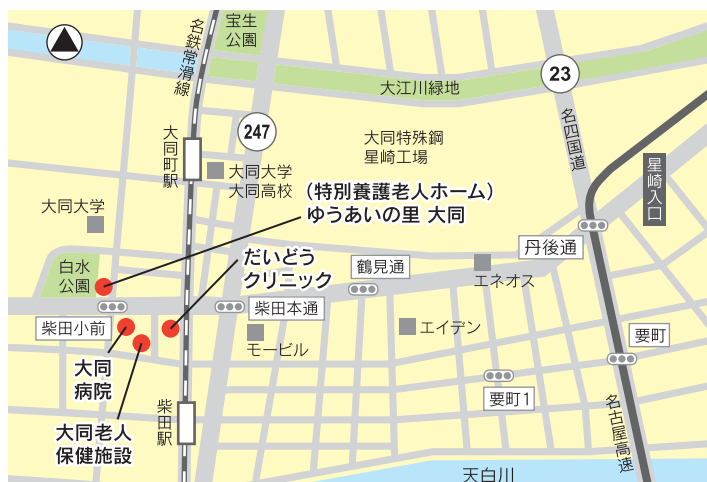 宝生
公園
名鉄常滑線
大江川緑地
23
247
名四国道
大同町駅
大同特殊鋼
星崎工場
大同大学
大同高校
星崎入口
(特別養護老人ホーム)
ゆうあいの里 大同
大同大学
丹後通
だいどう
クリニック
白水
公園
鶴見通
エネオス
柴田本通
柴田小前
エイデン
モービル
要町
大同
病院
要町1
柴田駅
名古屋高速
大同老人
保健施設
天白川